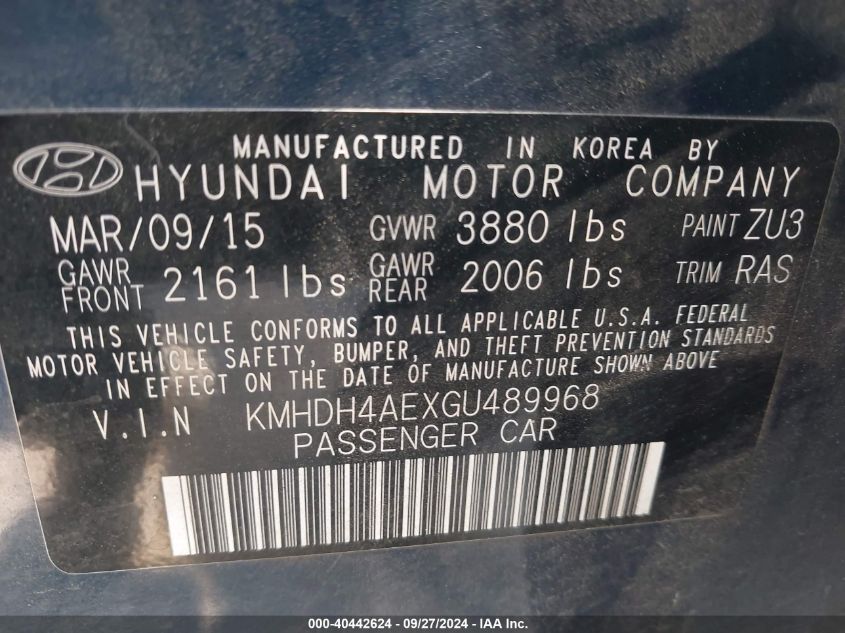 MANUFACTURED IN KOREA BY
HYUNDAI MOTOR COMPANY
MAR/09/15 GVWR 3880 lbs PAINT ZU3
GAWR FRONT 2161 lbs GAWR REAR 2006 lbs TRIM RAS
THIS VEHICLE CONFORMS TO ALL APPLICABLE U.S.A. FEDERAL
MOTOR VEHICLE SAFETY, BUMPER, AND THEFT PREVENTION STANDARDS
IN EFFECT ON THE DATE OF MANUFACTURE SHOWN ABOVE
V.I.N KMHDH4AEXGU489968
PASSENGER CAR
000-40442624 - 09/27/2024 - IAA Inc.